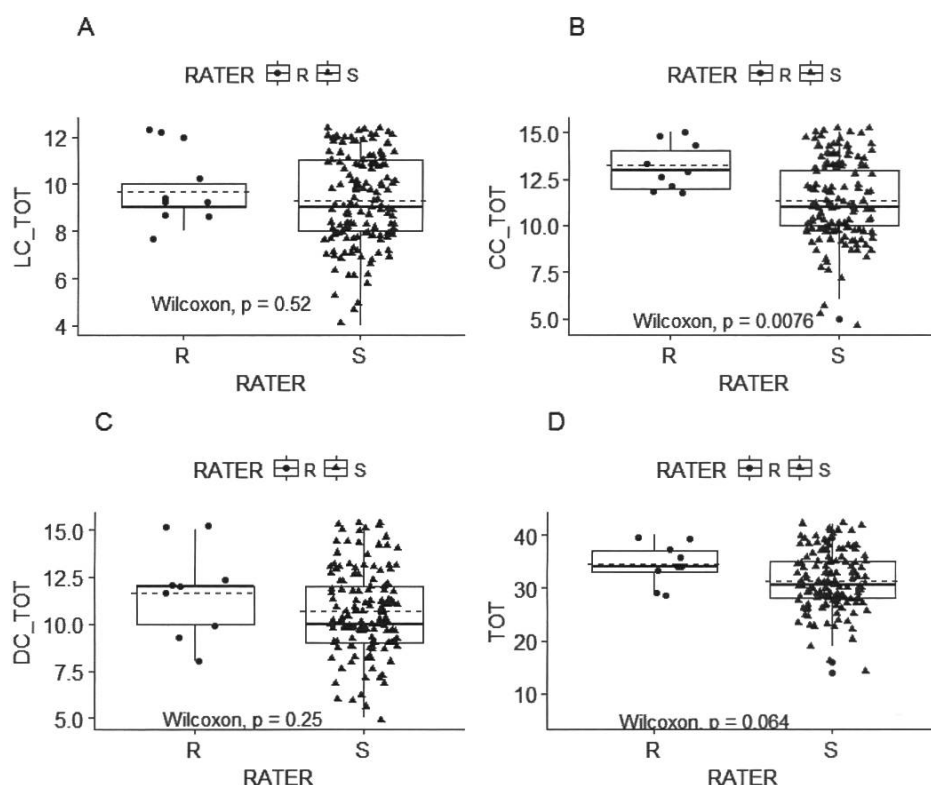 A
RATER R S
LC_TOT
12
10
8
6
4
Wilcoxon, p = 0.52
R S
RATER
B
RATER R S
CC_TOT
15.0
12.5
10.0
7.5
5.0
Wilcoxon, p = 0.0076
R S
RATER
C
RATER R S
DC_TOT
15.0
12.5
10.0
7.5
5.0
Wilcoxon, p = 0.25
R S
RATER
D
RATER R S
TOT
40
30
20
10
Wilcoxon, p = 0.064
R S
RATER